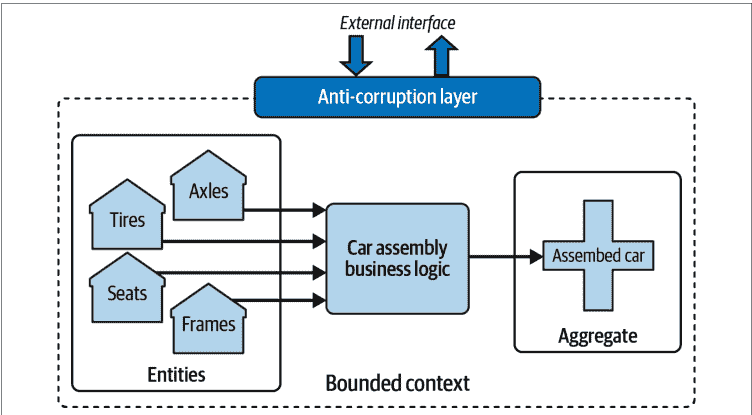 External interface
Anti-corruption layer
Axles
Tires
Seats
Frames
Entities
Car assembly
business logic
Assembed car
Aggregate
Bounded context